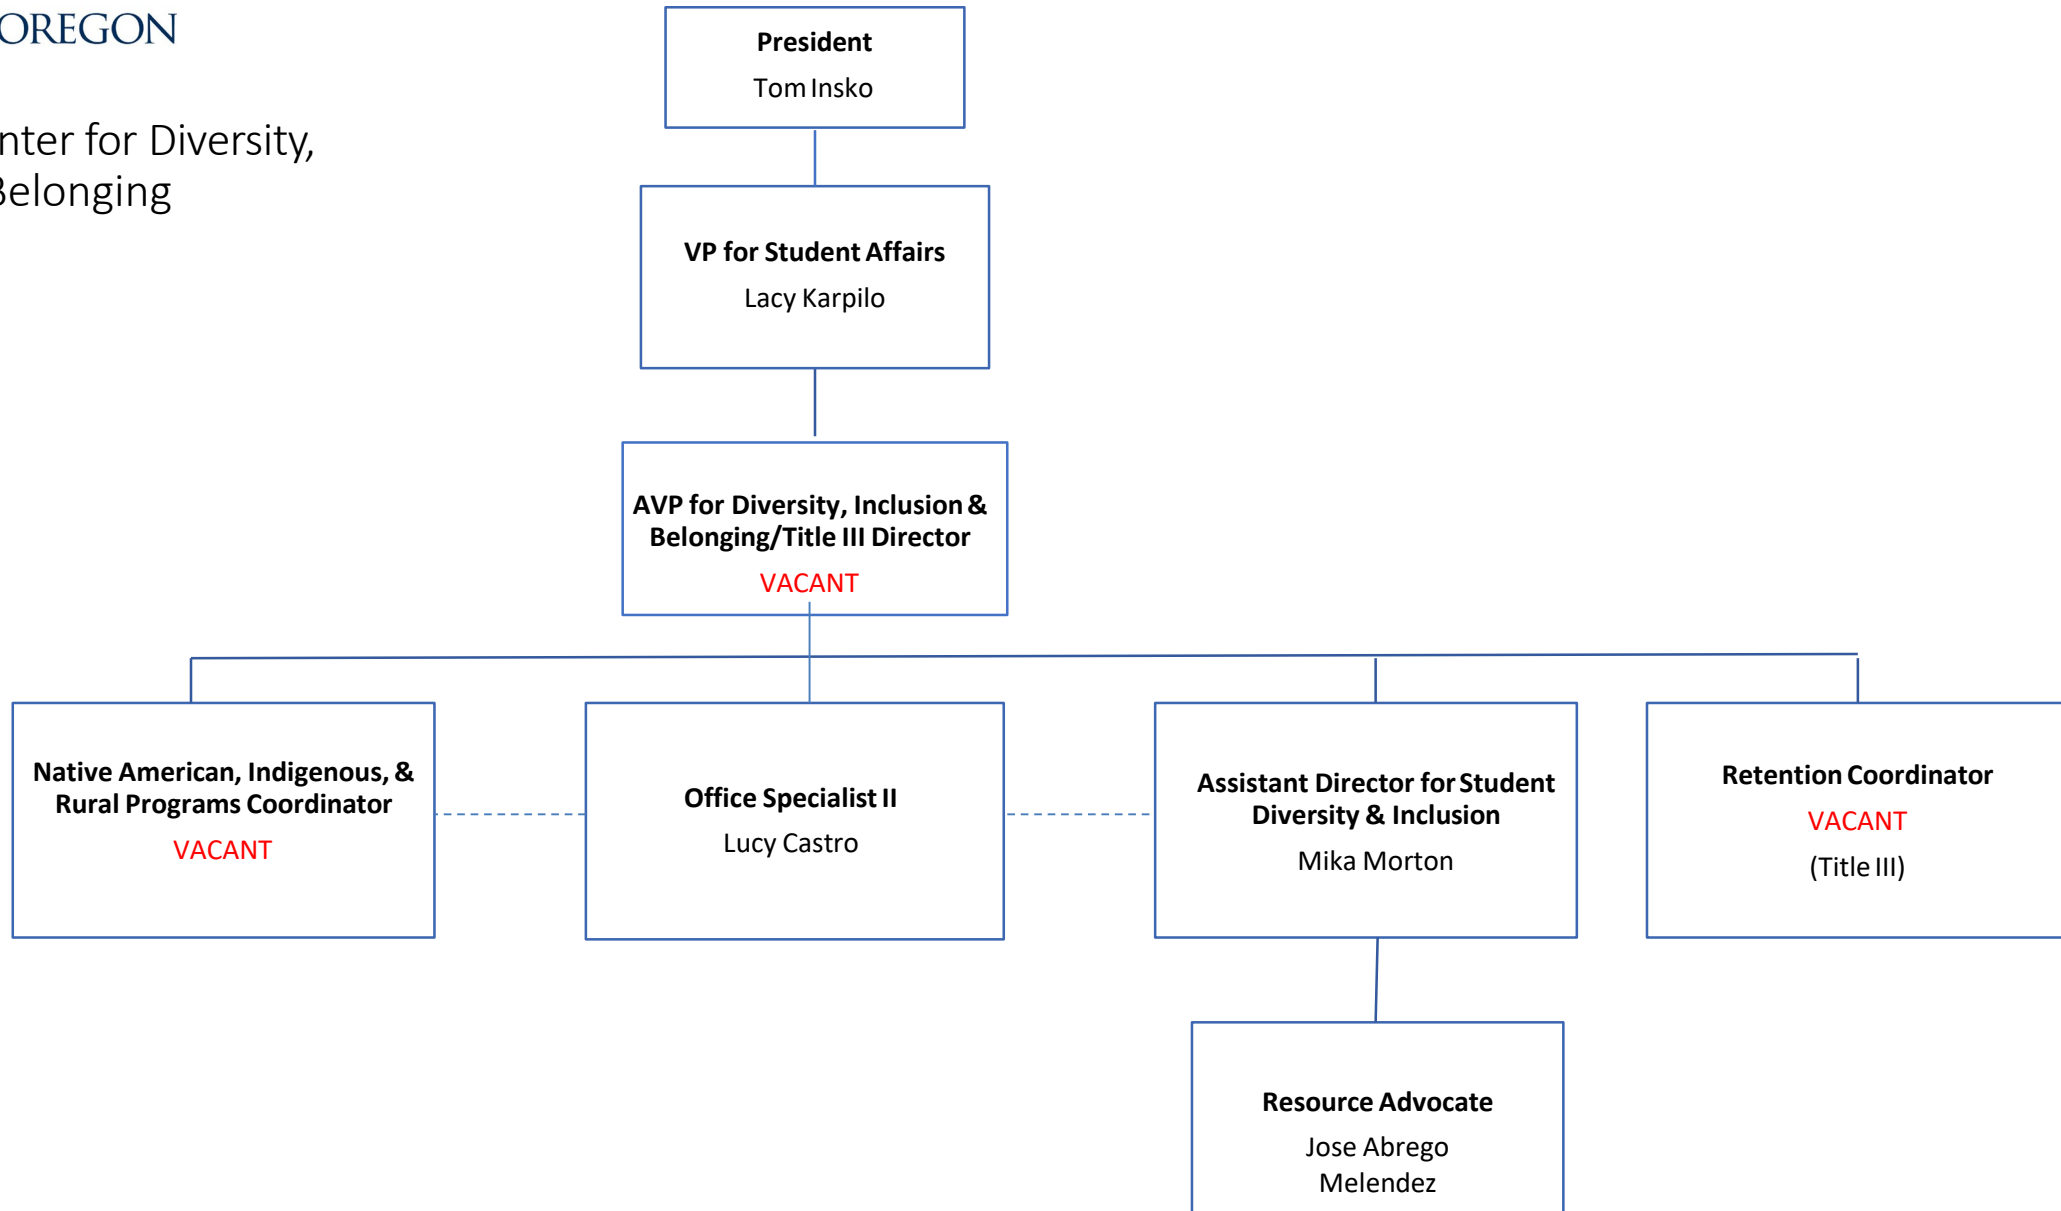 OREGON
nter for Diversity,
Belonging
President
Tom Insko
VP for Student Affairs
Lacy Karpilo
AVP for Diversity, Inclusion &
Belonging/Title III Director
VACANT
Native American, Indigenous, &
Rural Programs Coordinator
VACANT
Office Specialist II
Lucy Castro
Assistant Director for Student
Diversity & Inclusion
Mika Morton
Retention Coordinator
VACANT
(Title III)
Resource Advocate
Jose Abrego
Melendez